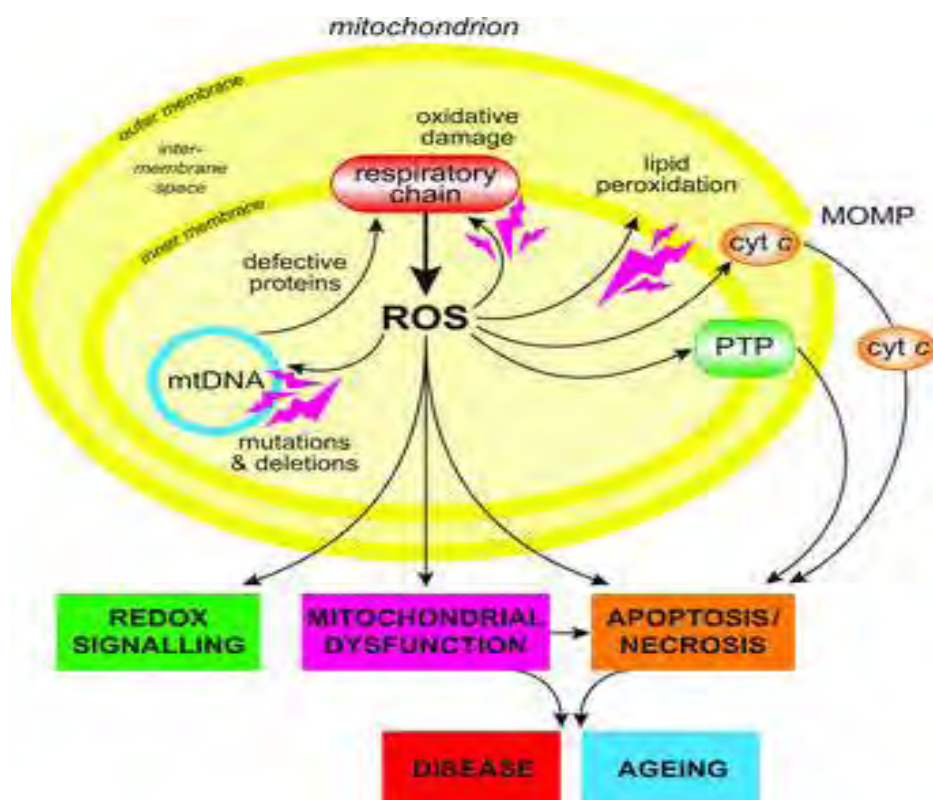 mitochondrion
outer membrane
inter-
membrane
space
inner membrane
oxidative
damage
respiratory
chain
lipid
peroxidation
MOMP
cyt c
cyt c
defective
proteins
ROS
PTP
mtDNA
mutations
& deletions
REDOX
SIGNALLING
MITOCHONDRIAL
DYSFUNCTION
APOPTOSIS/
NECROSIS
DISEASE
AGEING